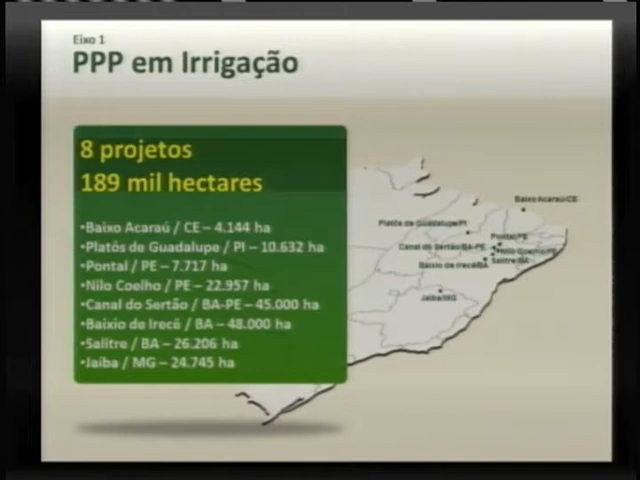 Eixo 1
PPP em Irrigação
8 projetos
189 mil hectares
•Baixo Acaraú / CE – 4.144 ha
•Platôs de Guadalupe / PI – 10.632 ha
•Pontal / PE – 7.717 ha
•Nilo Coelho / PE – 22.957 ha
•Canal do Sertão / BA-PE – 45.000 ha
•Baixio de Irecê / BA – 48.000 ha
•Salitre / BA – 26.206 ha
•Jaíba / MG – 24.745 ha
Baixo Acaraú/CE
Platôs de Guadalupe/PI
Pontal/PE
Canal do Sertão/BA-PE
Nilo Coelho/PE
Salitre/BA
Baixio de Irecê/BA
Jaíba/MG